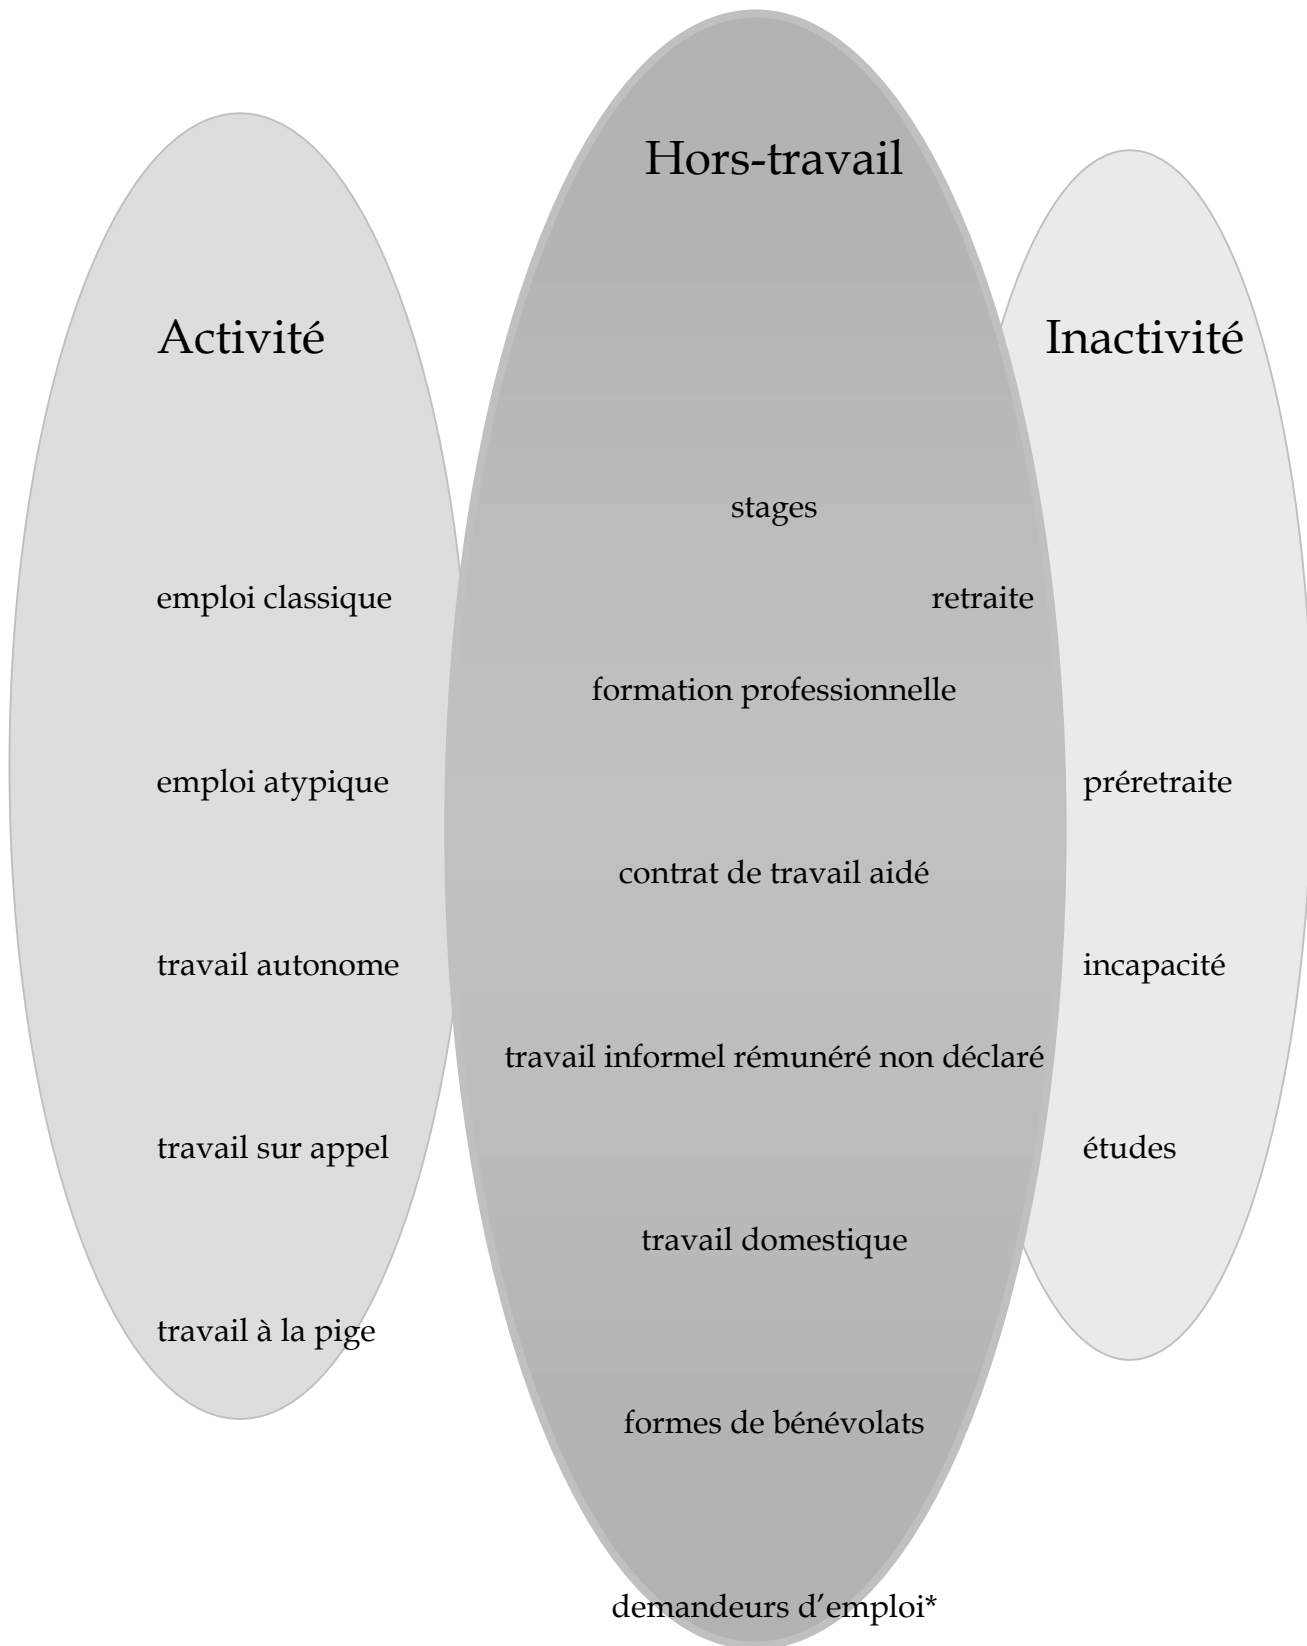 Hors-travail
Activité
Inactivité
stages
emploi classique
retraite
formation professionnelle
emploi atypique
préretraite
contrat de travail aidé
travail autonome
incapacité
travail informel rémunéré non déclaré
travail sur appel
études
travail domestique
travail à la pige
formes de bénévolats
demandeurs d’emploi*